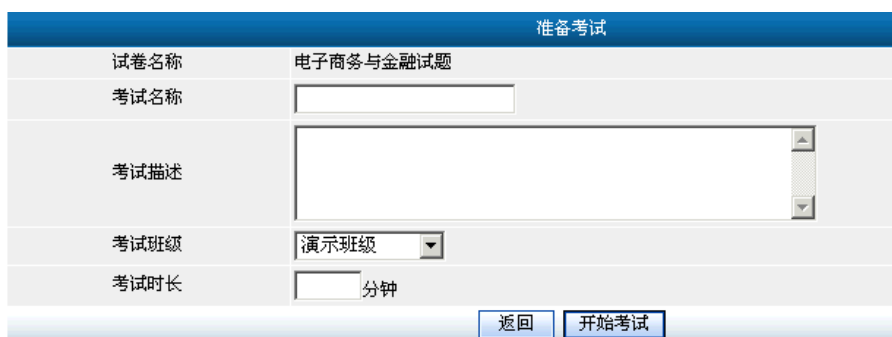 准备考试
试卷名称 电子商务与金融试题
考试名称
考试描述
考试班级 演示班级
考试时长 分钟
返回 开始考试